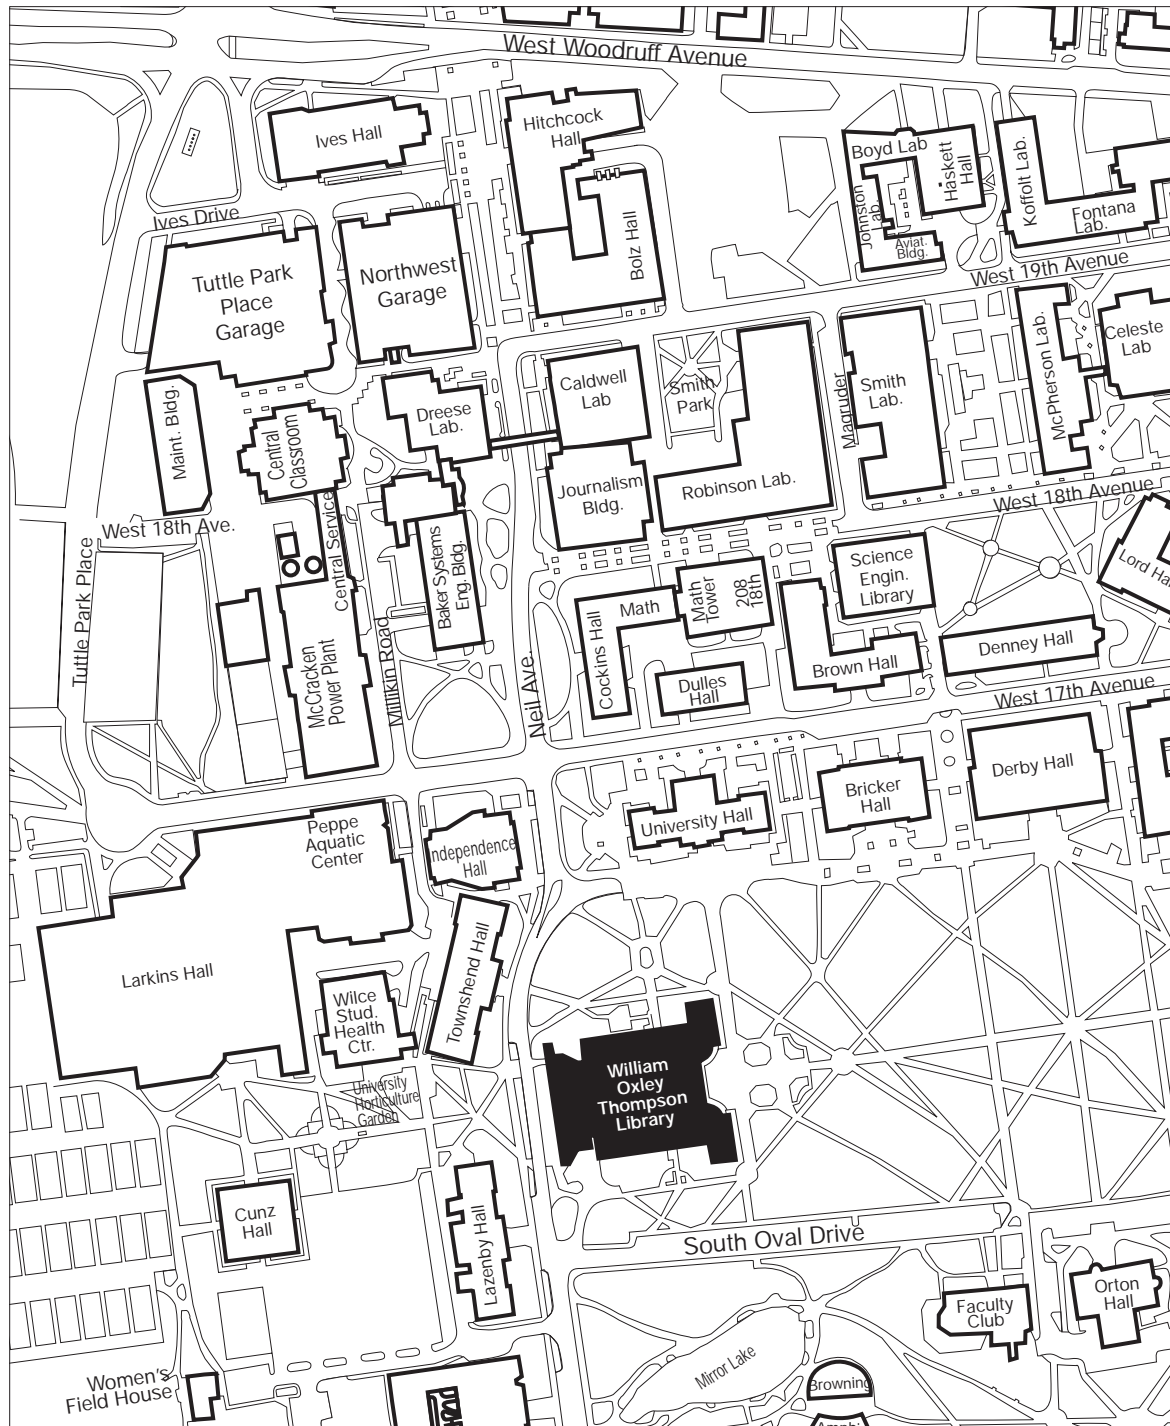 West Woodruff Avenue
Ives Hall
Hitchcock
Hall
Boyd Lab
Haskett
Hall
Koffolt Lab.
Johnston
Lab.
Aviat.
Bldg.
Fontana
Lab.
Ives Drive
Tuttle Park
Place
Garage
Northwest
Garage
Bolz Hall
West 19th Avenue
Maint. Bldg.
Central
Classroom
Dreese
Lab.
Caldwell
Lab
Smith
Park
Magruder
Smith
Lab.
McPherson Lab.
Celeste
Lab
Journalism
Bldg.
Robinson Lab.
West 18th Avenue
West 18th Ave.
Central Service
Baker Systems
Eng. Bldg.
Tuttle Park Place
McCracken
Power Plant
Millikin Road
Neil Ave.
Cockins Hall
Math
Math
Tower
208
18th
Science
Engin.
Library
Lord Ha
Dulles
Hall
Brown Hall
Denney Hall
West 17th Avenue
Peppe
Aquatic
Center
Independence
Hall
University Hall
Bricker
Hall
Derby Hall
Larkins Hall
Townshend Hall
Wilce
Stud.
Health
Ctr.
University
Horticulture
Garden
William
Oxley
Thompson
Library
Cunz
Hall
Lazenby Hall
South Oval Drive
Faculty
Club
Orton
Hall
Mirror Lake
Browning
Women's
Field House